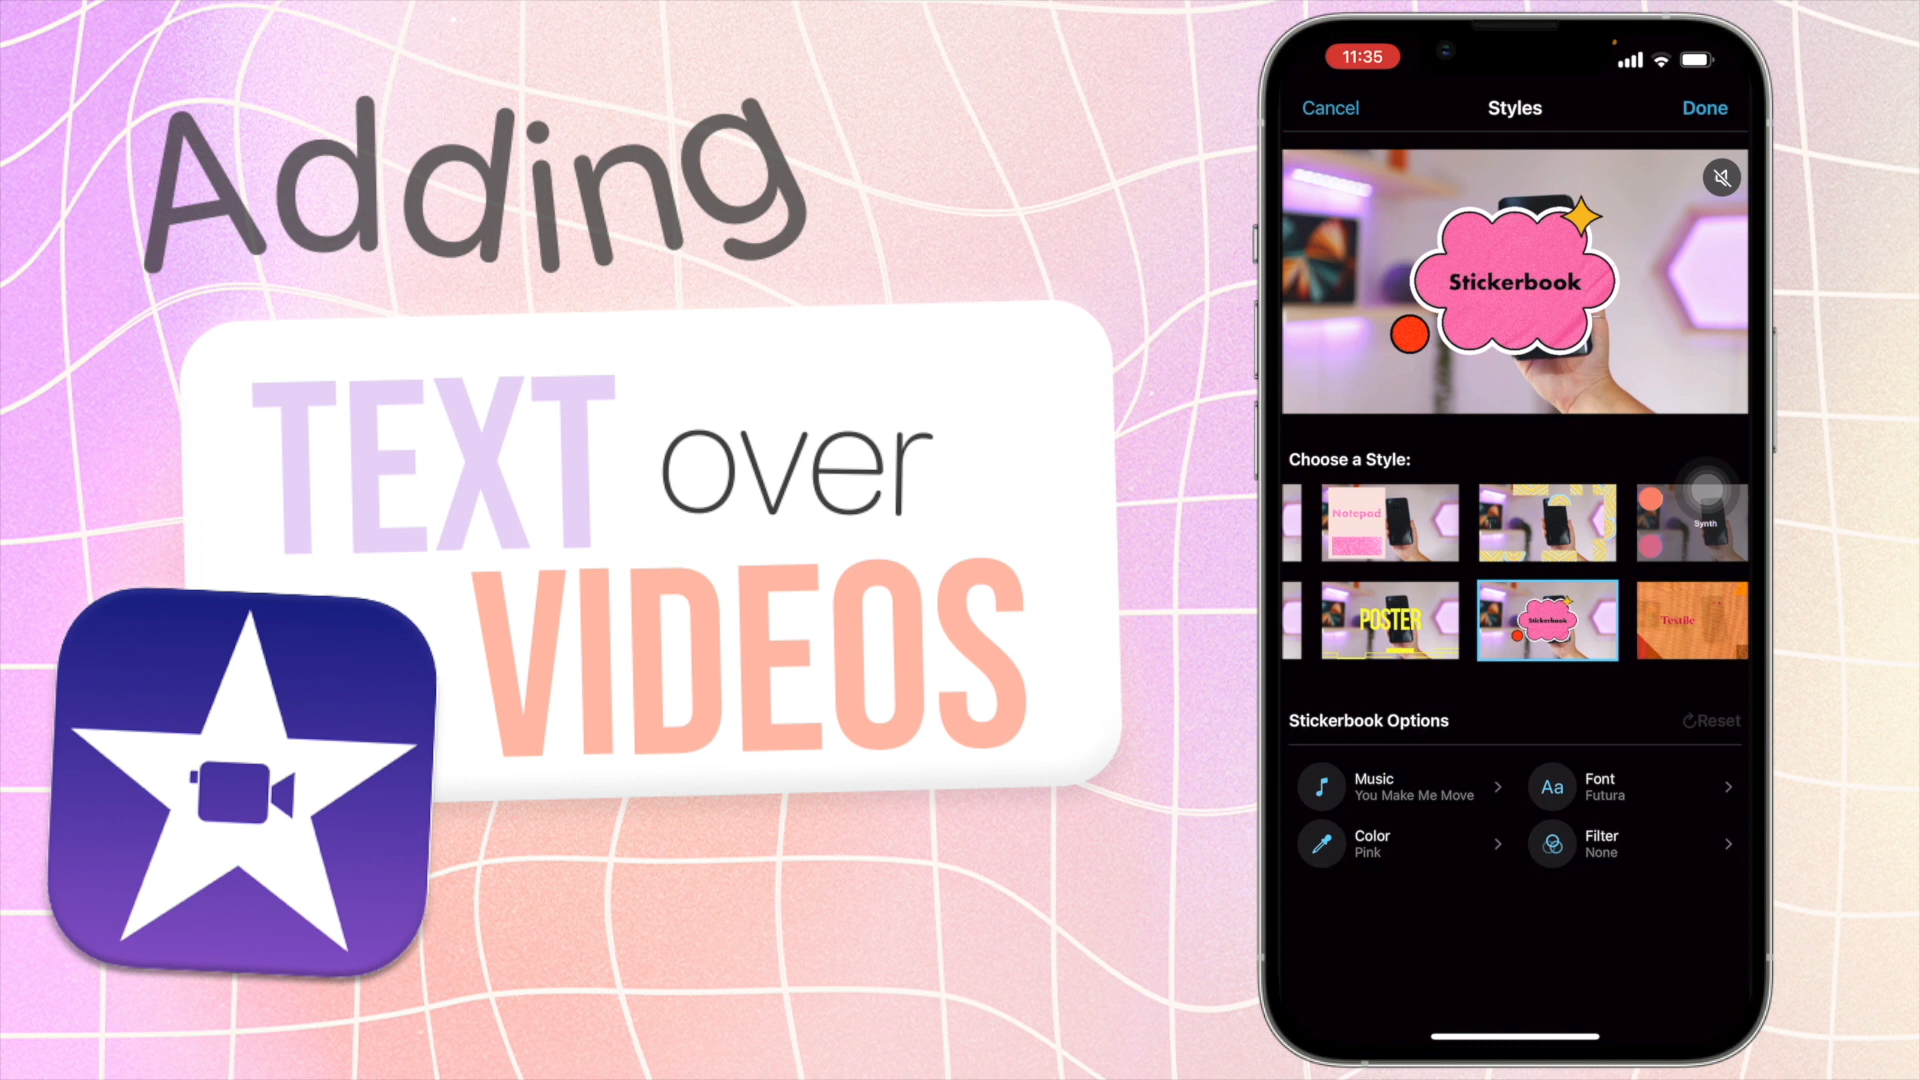 Adding
TEXT over
VIDEOS
11:35
Cancel Styles Done
Stickerbook
Choose a Style:
Notepad
Synth
POSTER
Stickerbook
Textile
Stickerbook Options Reset
Music
You Make Me Move
Font
Futura
Aa
Color
Pink
Filter
None